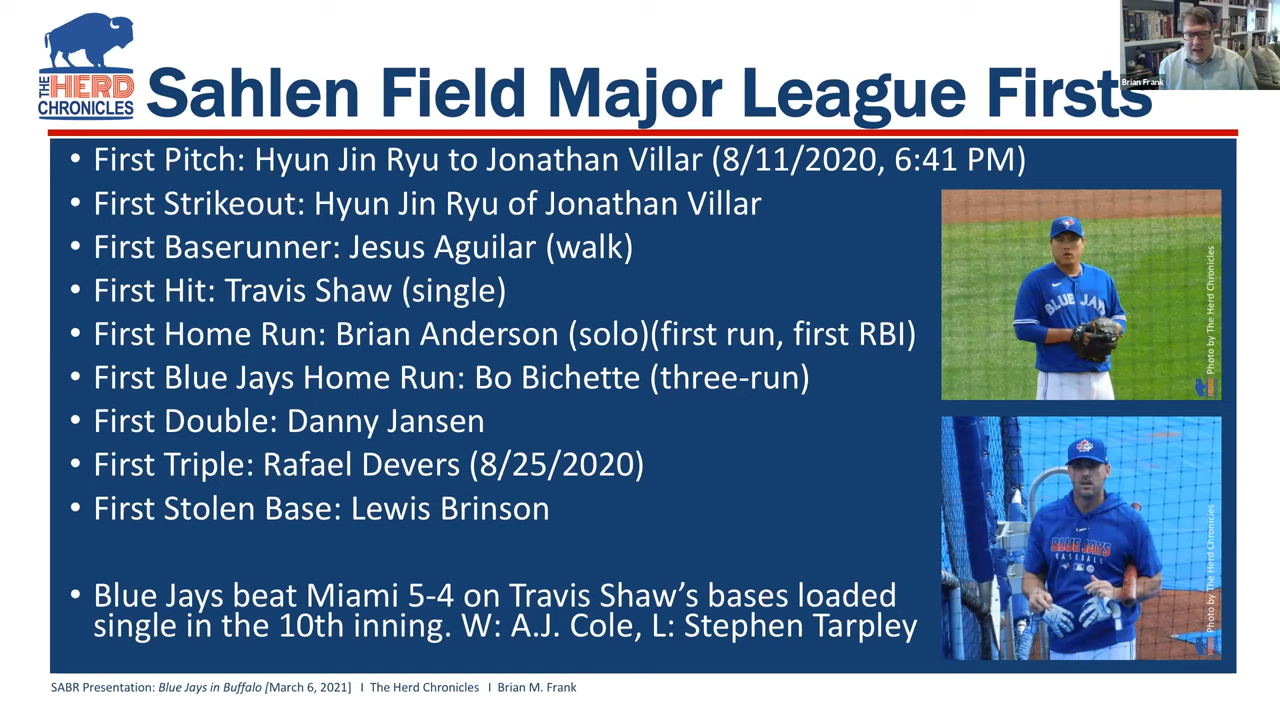 THE HERD
CHRONICLES
Sahlen Field Major League Firsts
Brian Frank
• First Pitch: Hyun Jin Ryu to Jonathan Villar (8/11/2020, 6:41 PM)
• First Strikeout: Hyun Jin Ryu of Jonathan Villar
• First Baserunner: Jesus Aguilar (walk)
• First Hit: Travis Shaw (single)
• First Home Run: Brian Anderson (solo)(first run, first RBI)
• First Blue Jays Home Run: Bo Bichette (three-run)
• First Double: Danny Jansen
• First Triple: Rafael Devers (8/25/2020)
• First Stolen Base: Lewis Brinson
• Blue Jays beat Miami 5-4 on Travis Shaw's bases loaded
single in the 10th inning. W: A.J. Cole, L: Stephen Tarpley
BLUE JAYS
Photo by The Herd Chronicles
BLUE JAYS
BASEBALL
Photo by The Herd Chronicles
SABR Presentation: Blue Jays in Buffalo [March 6, 2021] I The Herd Chronicles I Brian M. Frank